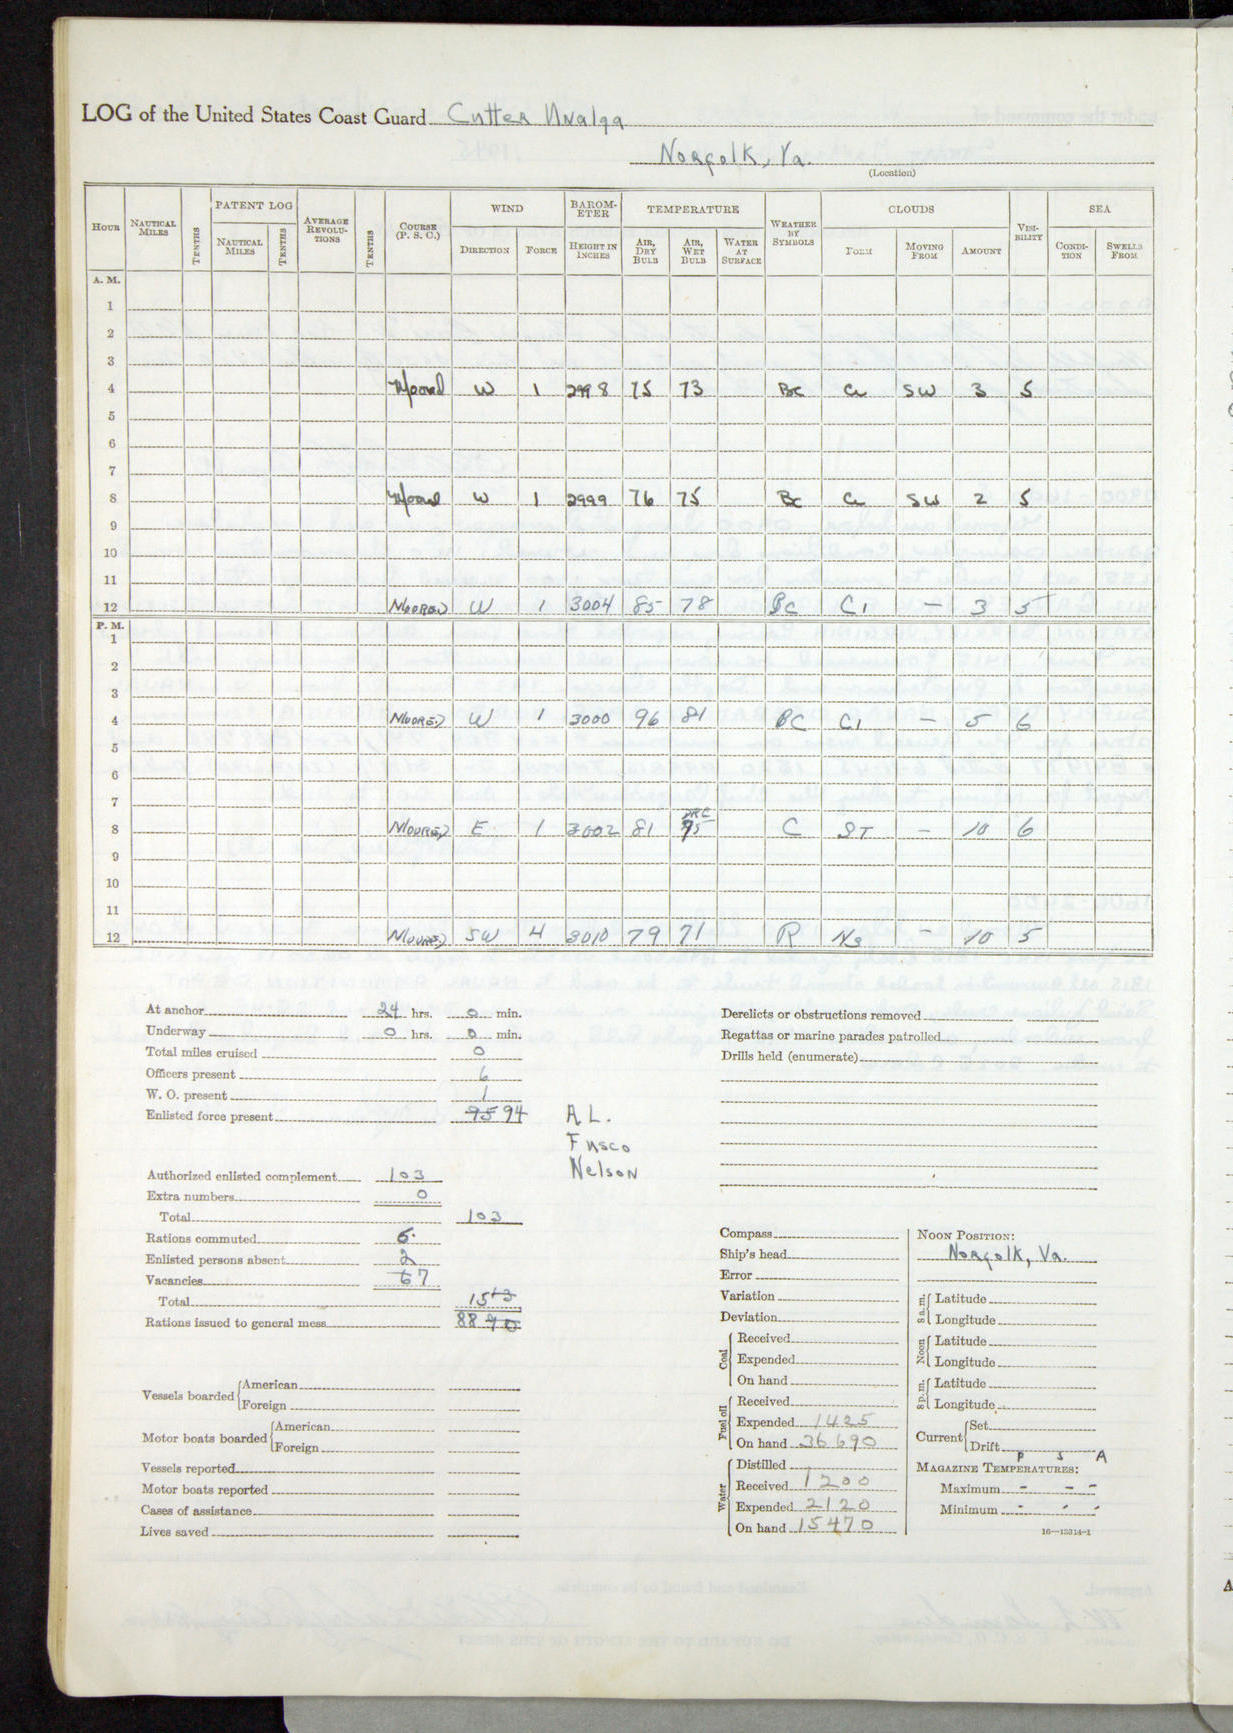 LOG of the United States Coast Guard Cutter Unalga
Norfolk, Va.
(Location)
HOUR NAUTICAL MILES TENTHS PATENT LOG NAUTICAL MILES TENTHS AVERAGE REVOLUTIONS TENTHS COURSE (P. S. C.) WIND DIRECTION FORCE BAROMETER HEIGHT IN INCHES TEMPERATURE AIR, DRY BULB AIR, WET BULB WATER AT SURFACE WEATHER BY SYMBOLS CLOUDS FORM MOVING FROM AMOUNT VISIBILITY SEA CONDITION SWELLS FROM
A. M.
1
2
3
4 Moored W 1 2998 75 73 BC Cu SW 3 5
5
6
7
8 Moored W 1 2999 76 75 BC Cu SW 2 5
9
10
11
12 MOORED W 1 3004 85 78 BC CI — 3 5
P. M.
1
2
3
4 MOORED W 1 3000 96 81 BC CI — 5 6
5
6
7
8 MOORED E 1 3002 81 75 C ST — 10 6
9
10
11
12 MOORED SW 4 3010 79 71 R Ns — 10 5
At anchor 24 hrs. 0 min.
Underway 0 hrs. 0 min.
Total miles cruised 0
Officers present 6
W. O. present 1
Enlisted force present 95 94
A L.
Fusco
Nelson
Authorized enlisted complement 103
Extra numbers 0
Total 103
Rations commuted 6
Enlisted persons absent 2
Vacancies 6 7
Total 15 13
Rations issued to general mess 88 90
Vessels boarded American
Foreign
Motor boats boarded American
Foreign
Vessels reported
Motor boats reported
Cases of assistance
Lives saved
Derelicts or obstructions removed
Regattas or marine parades patrolled
Drills held (enumerate)
Compass
Ship's head
Error
Variation
Deviation
Coal Received
Expended
On hand
Fuel oil Received
Expended 1425
On hand 36690
Water Distilled
Received 1200
Expended 2120
On hand 15470
NOON POSITION:
Norfolk, Va.
8 a.m. Latitude
Longitude
Noon Latitude
Longitude
8 p.m. Latitude
Longitude
Current Set
Drift
P S A
MAGAZINE TEMPERATURES:
Maximum - - -
Minimum - - -
16—13314-1